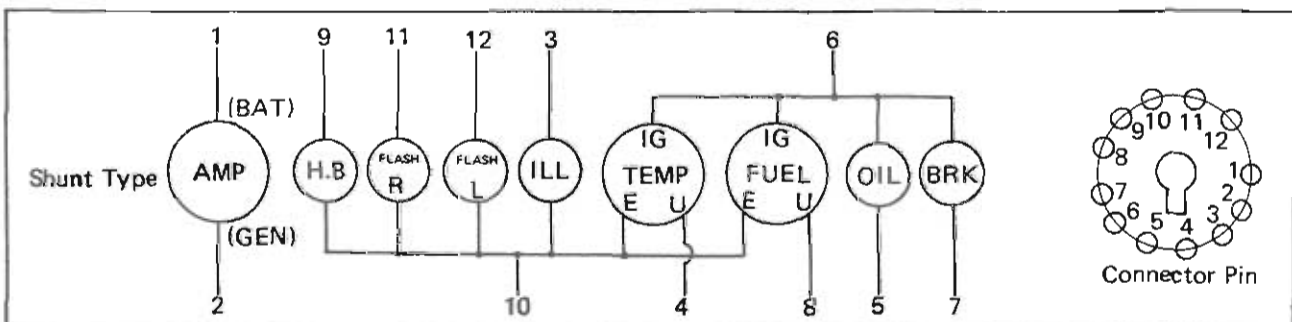 1 9 11 12 3 6
(BAT)
10 11
9 12
IG IG
8 1
Shunt Type AMP H.B FLASH R FLASH L ILL TEMP E U FUEL E U OIL BRK
7 2
6 5 4 3
(GEN)
Connector Pin
2 10 4 8 5 7